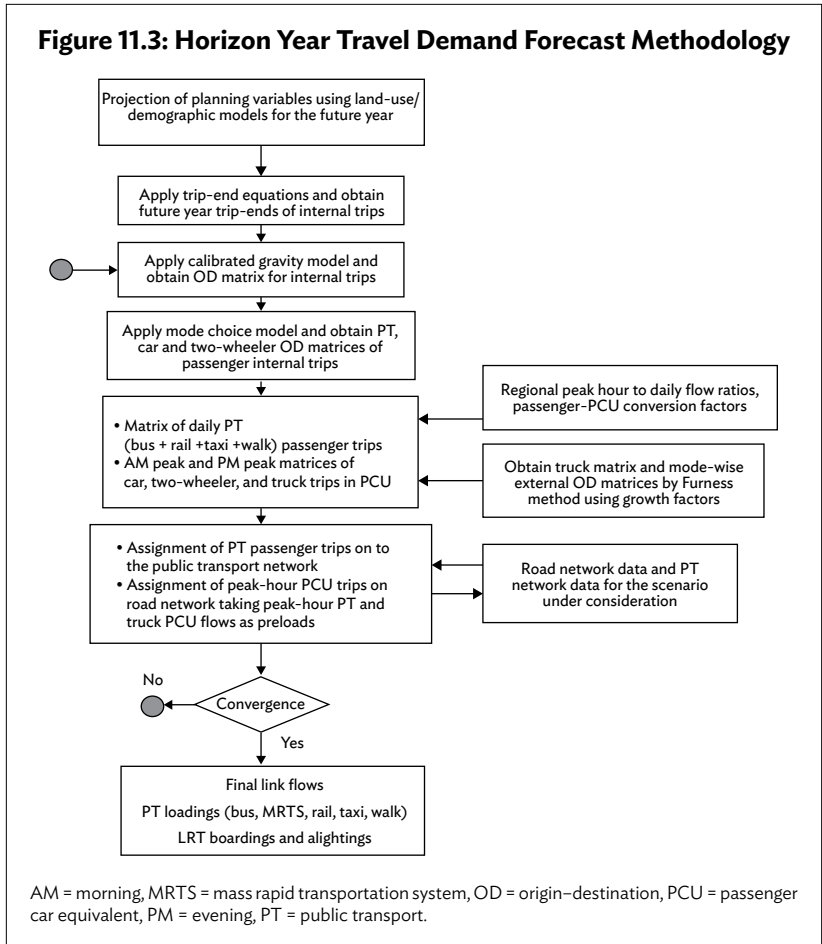 Figure 11.3: Horizon Year Travel Demand Forecast Methodology
Projection of planning variables using land-use/
demographic models for the future year
Apply trip-end equations and obtain
future year trip-ends of internal trips
Apply calibrated gravity model and
obtain OD matrix for internal trips
Apply mode choice model and obtain PT,
car and two-wheeler OD matrices of
passenger internal trips
Regional peak hour to daily flow ratios,
passenger-PCU conversion factors
• Matrix of daily PT
(bus + rail +taxi +walk) passenger trips
• AM peak and PM peak matrices of
car, two-wheeler, and truck trips in PCU
Obtain truck matrix and mode-wise
external OD matrices by Furness
method using growth factors
• Assignment of PT passenger trips on to
the public transport network
• Assignment of peak-hour PCU trips on
road network taking peak-hour PT and
truck PCU flows as preloads
Road network data and PT
network data for the scenario
under consideration
No
Convergence
Yes
Final link flows
PT loadings (bus, MRTS, rail, taxi, walk)
LRT boardings and alightings
AM = morning, MRTS = mass rapid transportation system, OD = origin–destination, PCU = passenger
car equivalent, PM = evening, PT = public transport.